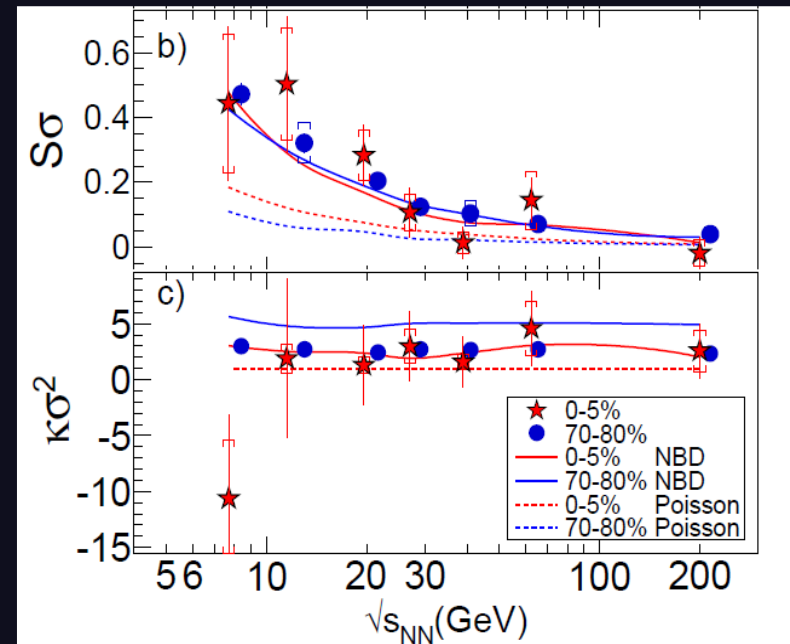 b)
Sσ
0.6
0.4
0.2
0
c)
κσ²
5
0
-5
-10
-15
0-5%
70-80%
0-5% NBD
70-80% NBD
0-5% Poisson
70-80% Poisson
5 6 10 20 30 100 200
√sNN(GeV)